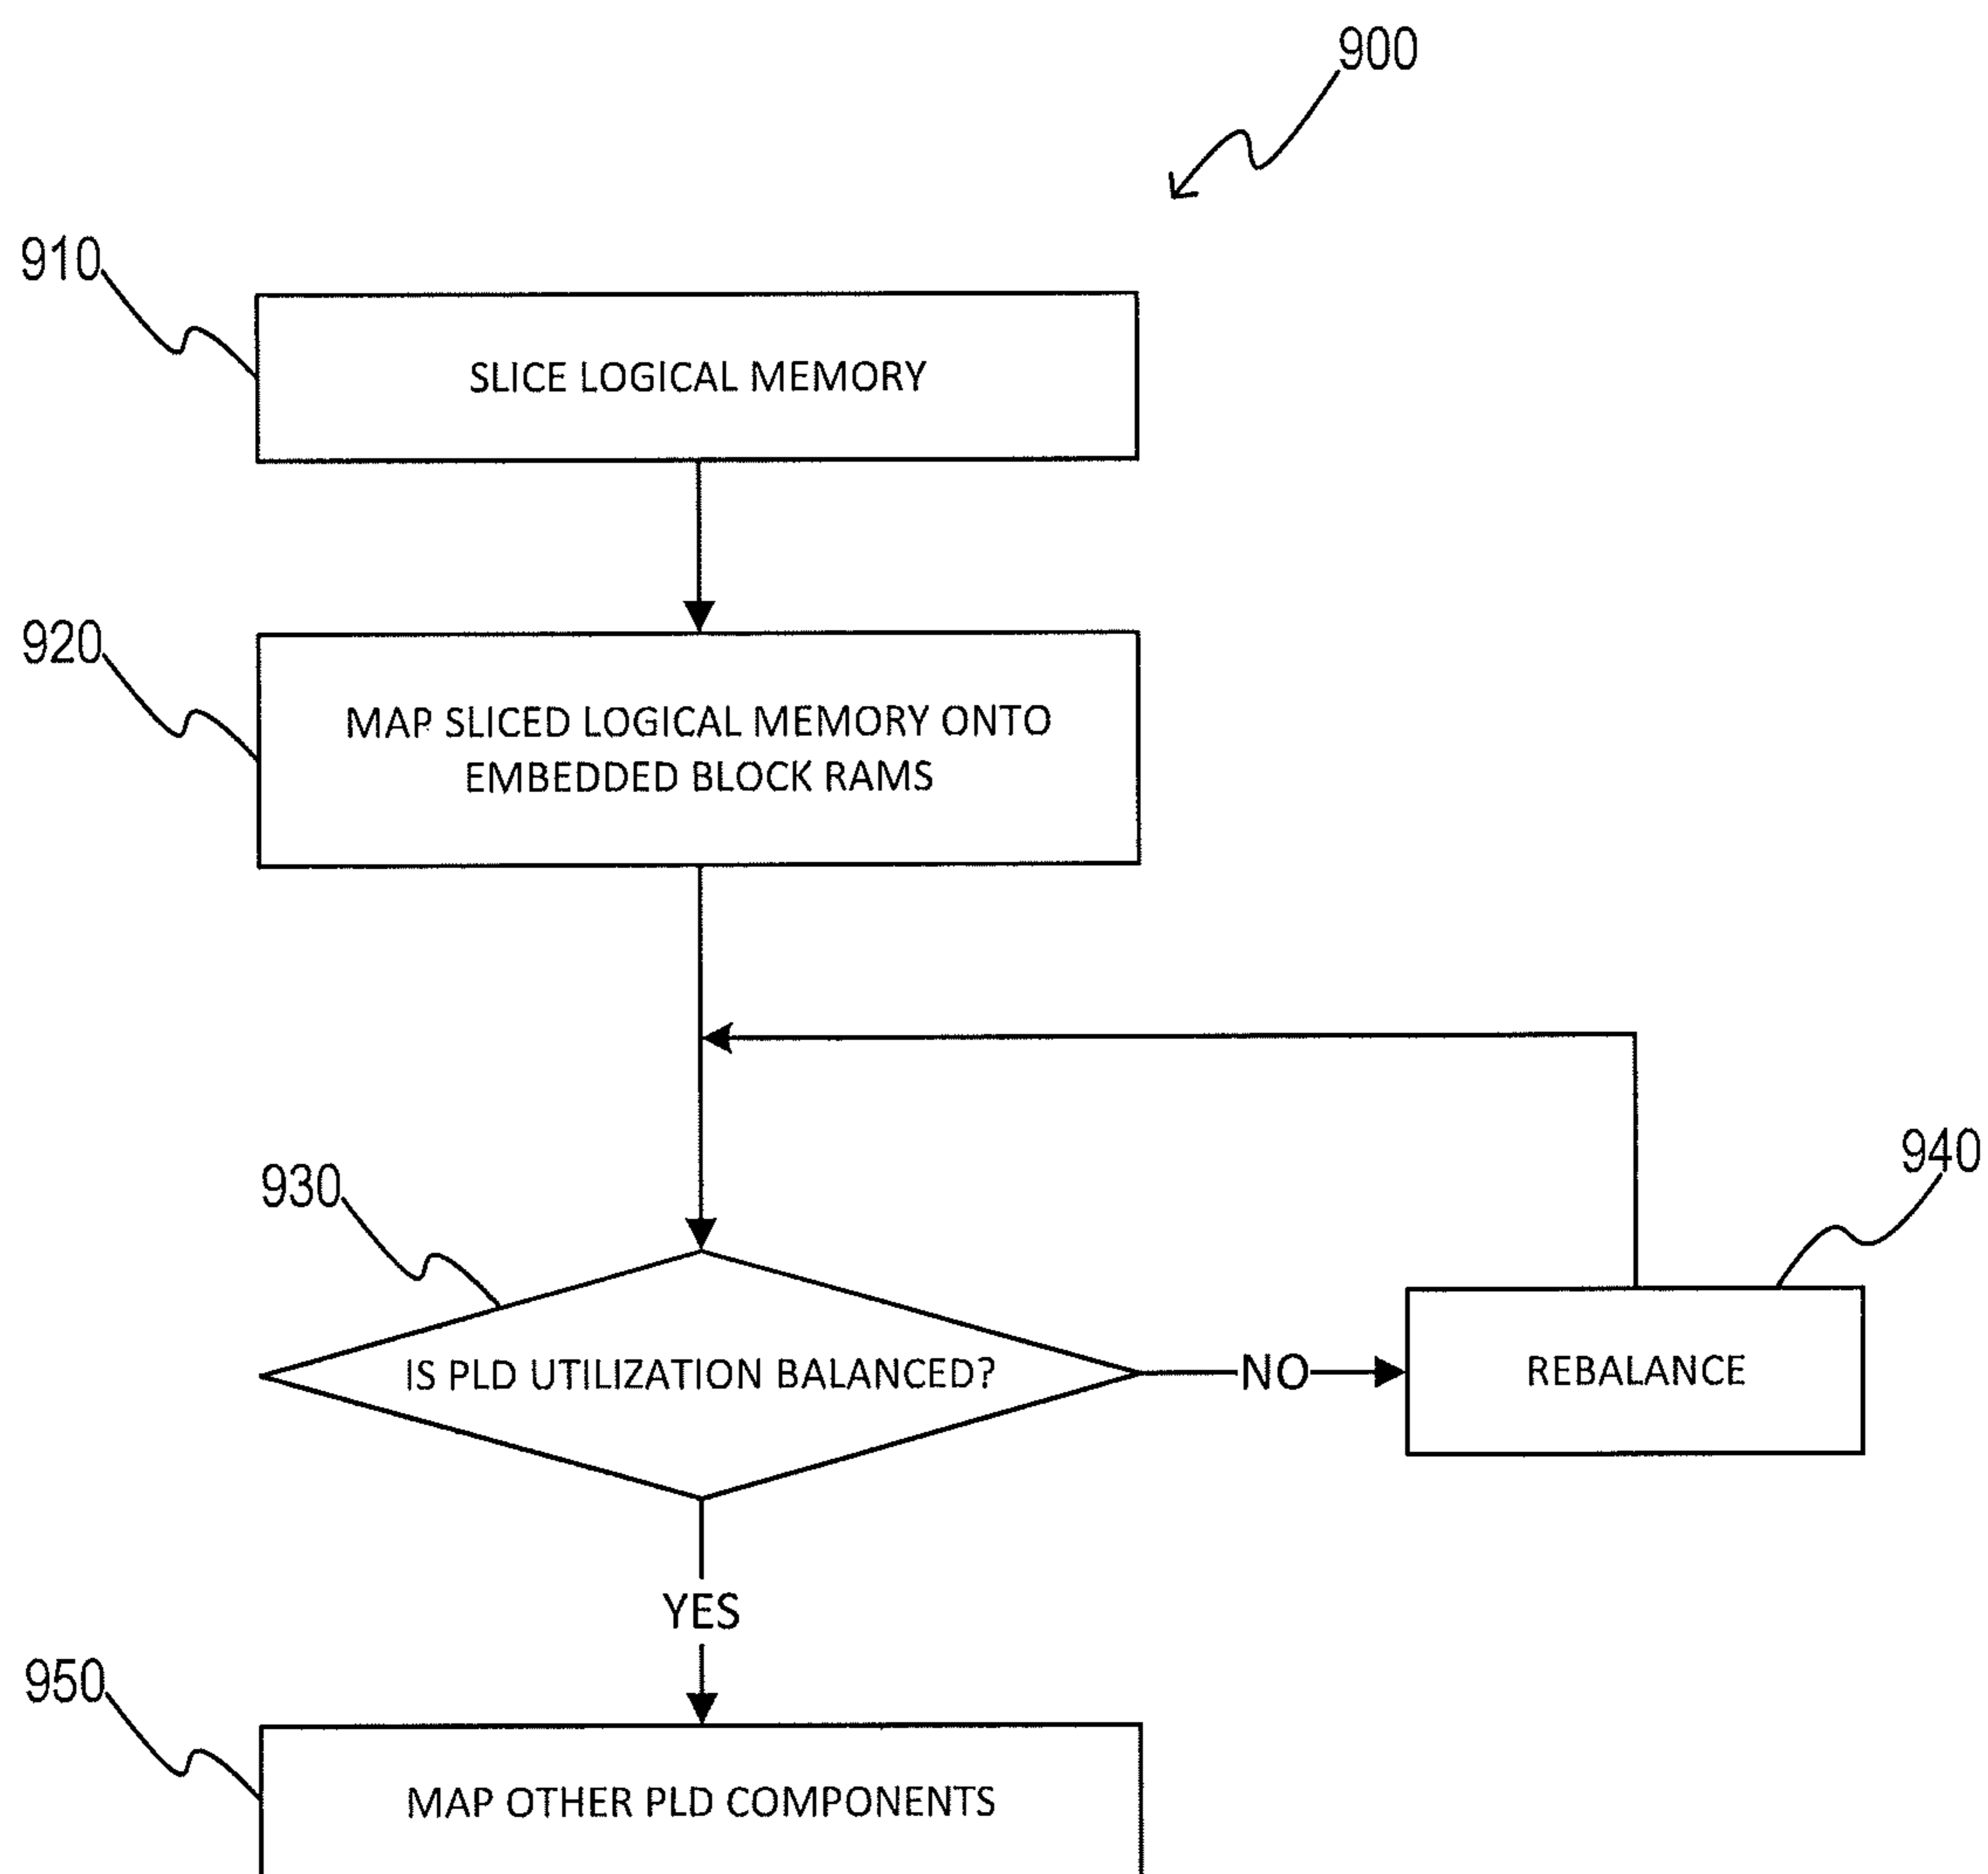 900
910
SLICE LOGICAL MEMORY
920
MAP SLICED LOGICAL MEMORY ONTO
EMBEDDED BLOCK RAMS
930
940
IS PLD UTILIZATION BALANCED?
NO
REBALANCE
YES
950
MAP OTHER PLD COMPONENTS